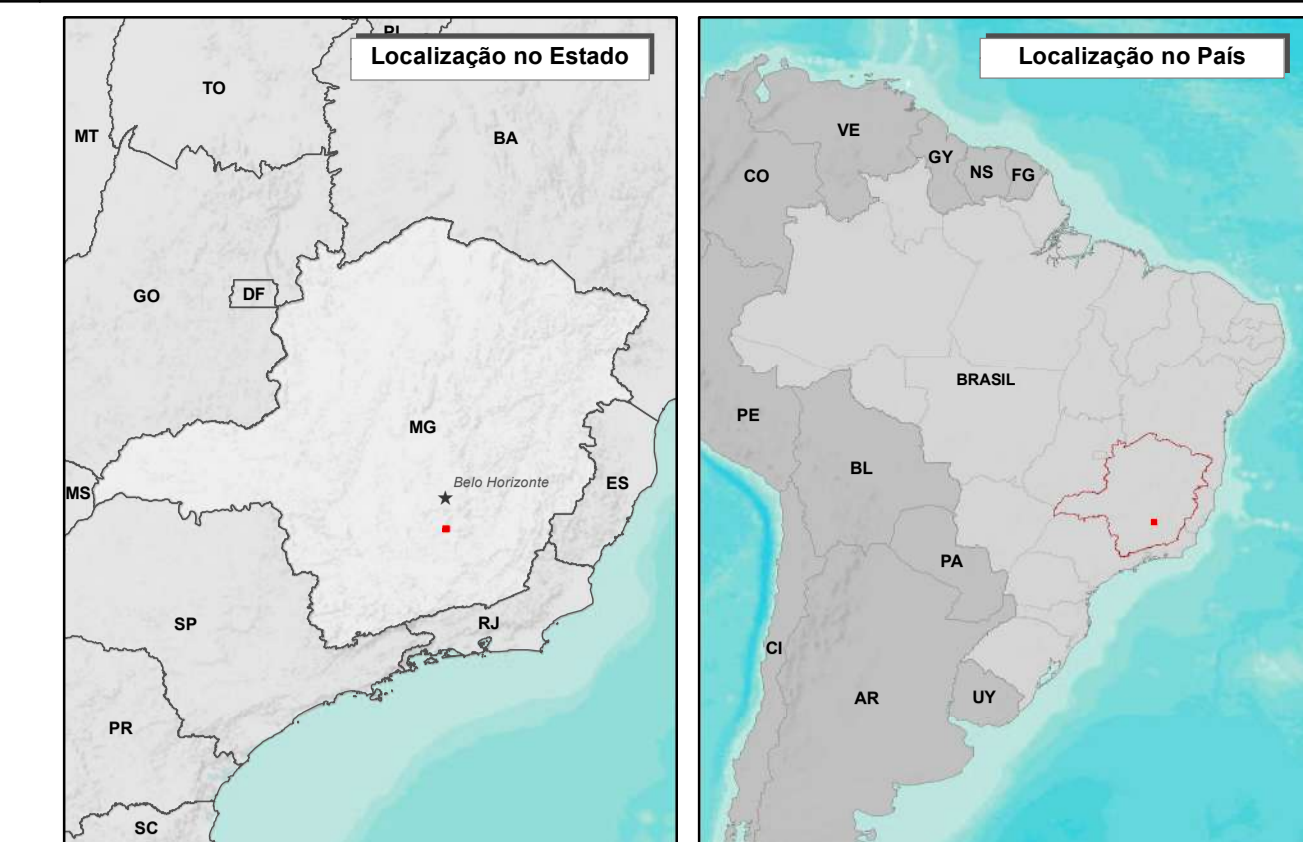 PI
Localização no Estado
TO
MT
BA
GO
DF
MG
Belo Horizonte
MS
ES
SP
RJ
PR
SC
Localização no País
VE
GY
NS
FG
CO
BRASIL
PE
BL
PA
CI
AR
UY